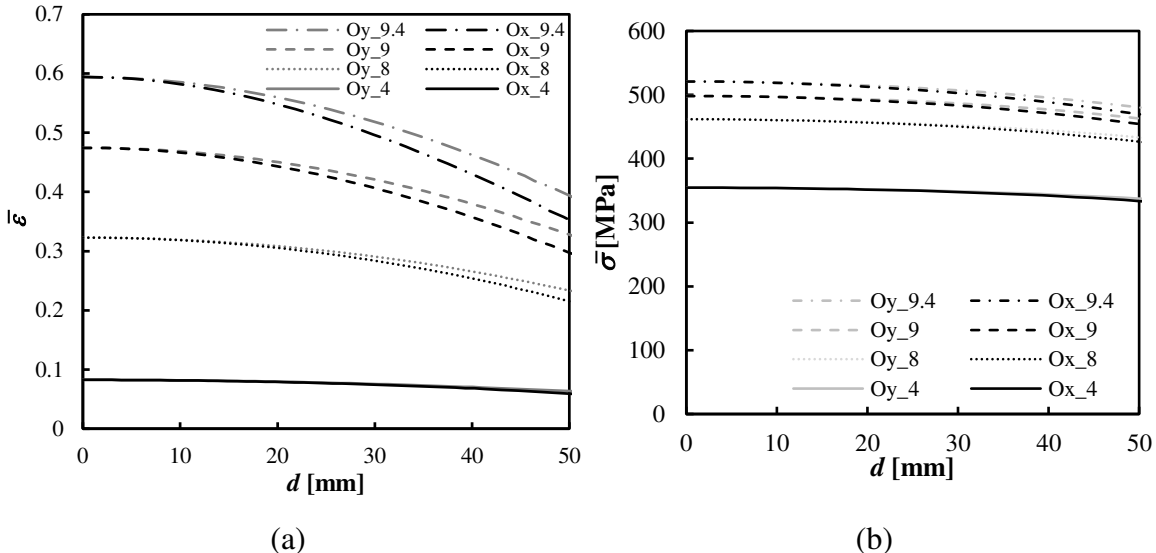 0.7
0.6
0.5
0.4
0.3
0.2
0.1
0
ε̄
Oy_9.4 Ox_9.4
Oy_9 Ox_9
Oy_8 Ox_8
Oy_4 Ox_4
0 10 20 30 40 50
d [mm]
(a)
600
500
400
300
200
100
0
σ̄ [MPa]
Oy_9.4 Ox_9.4
Oy_9 Ox_9
Oy_8 Ox_8
Oy_4 Ox_4
0 10 20 30 40 50
d [mm]
(b)